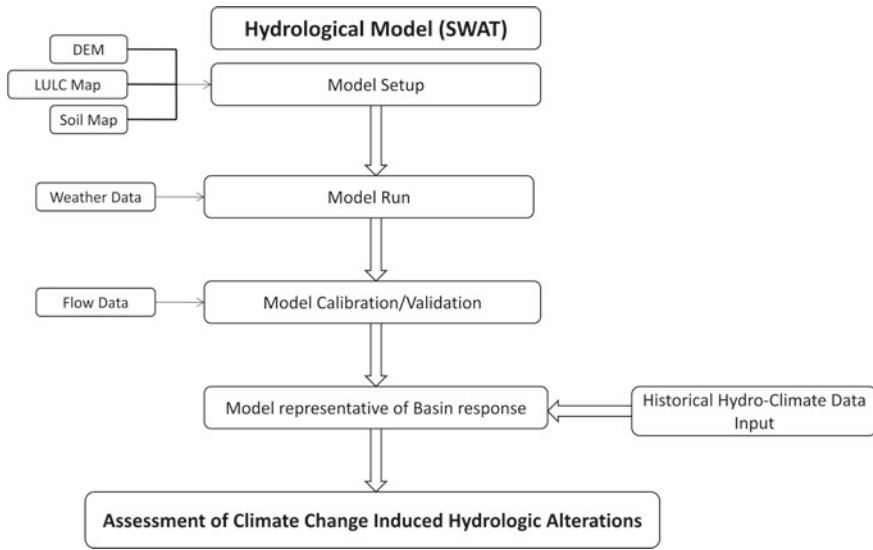 Hydrological Model (SWAT)
DEM
LULC Map
Soil Map
Model Setup
Weather Data
Model Run
Flow Data
Model Calibration/Validation
Model representative of Basin response
Historical Hydro-Climate Data
Input
Assessment of Climate Change Induced Hydrologic Alterations